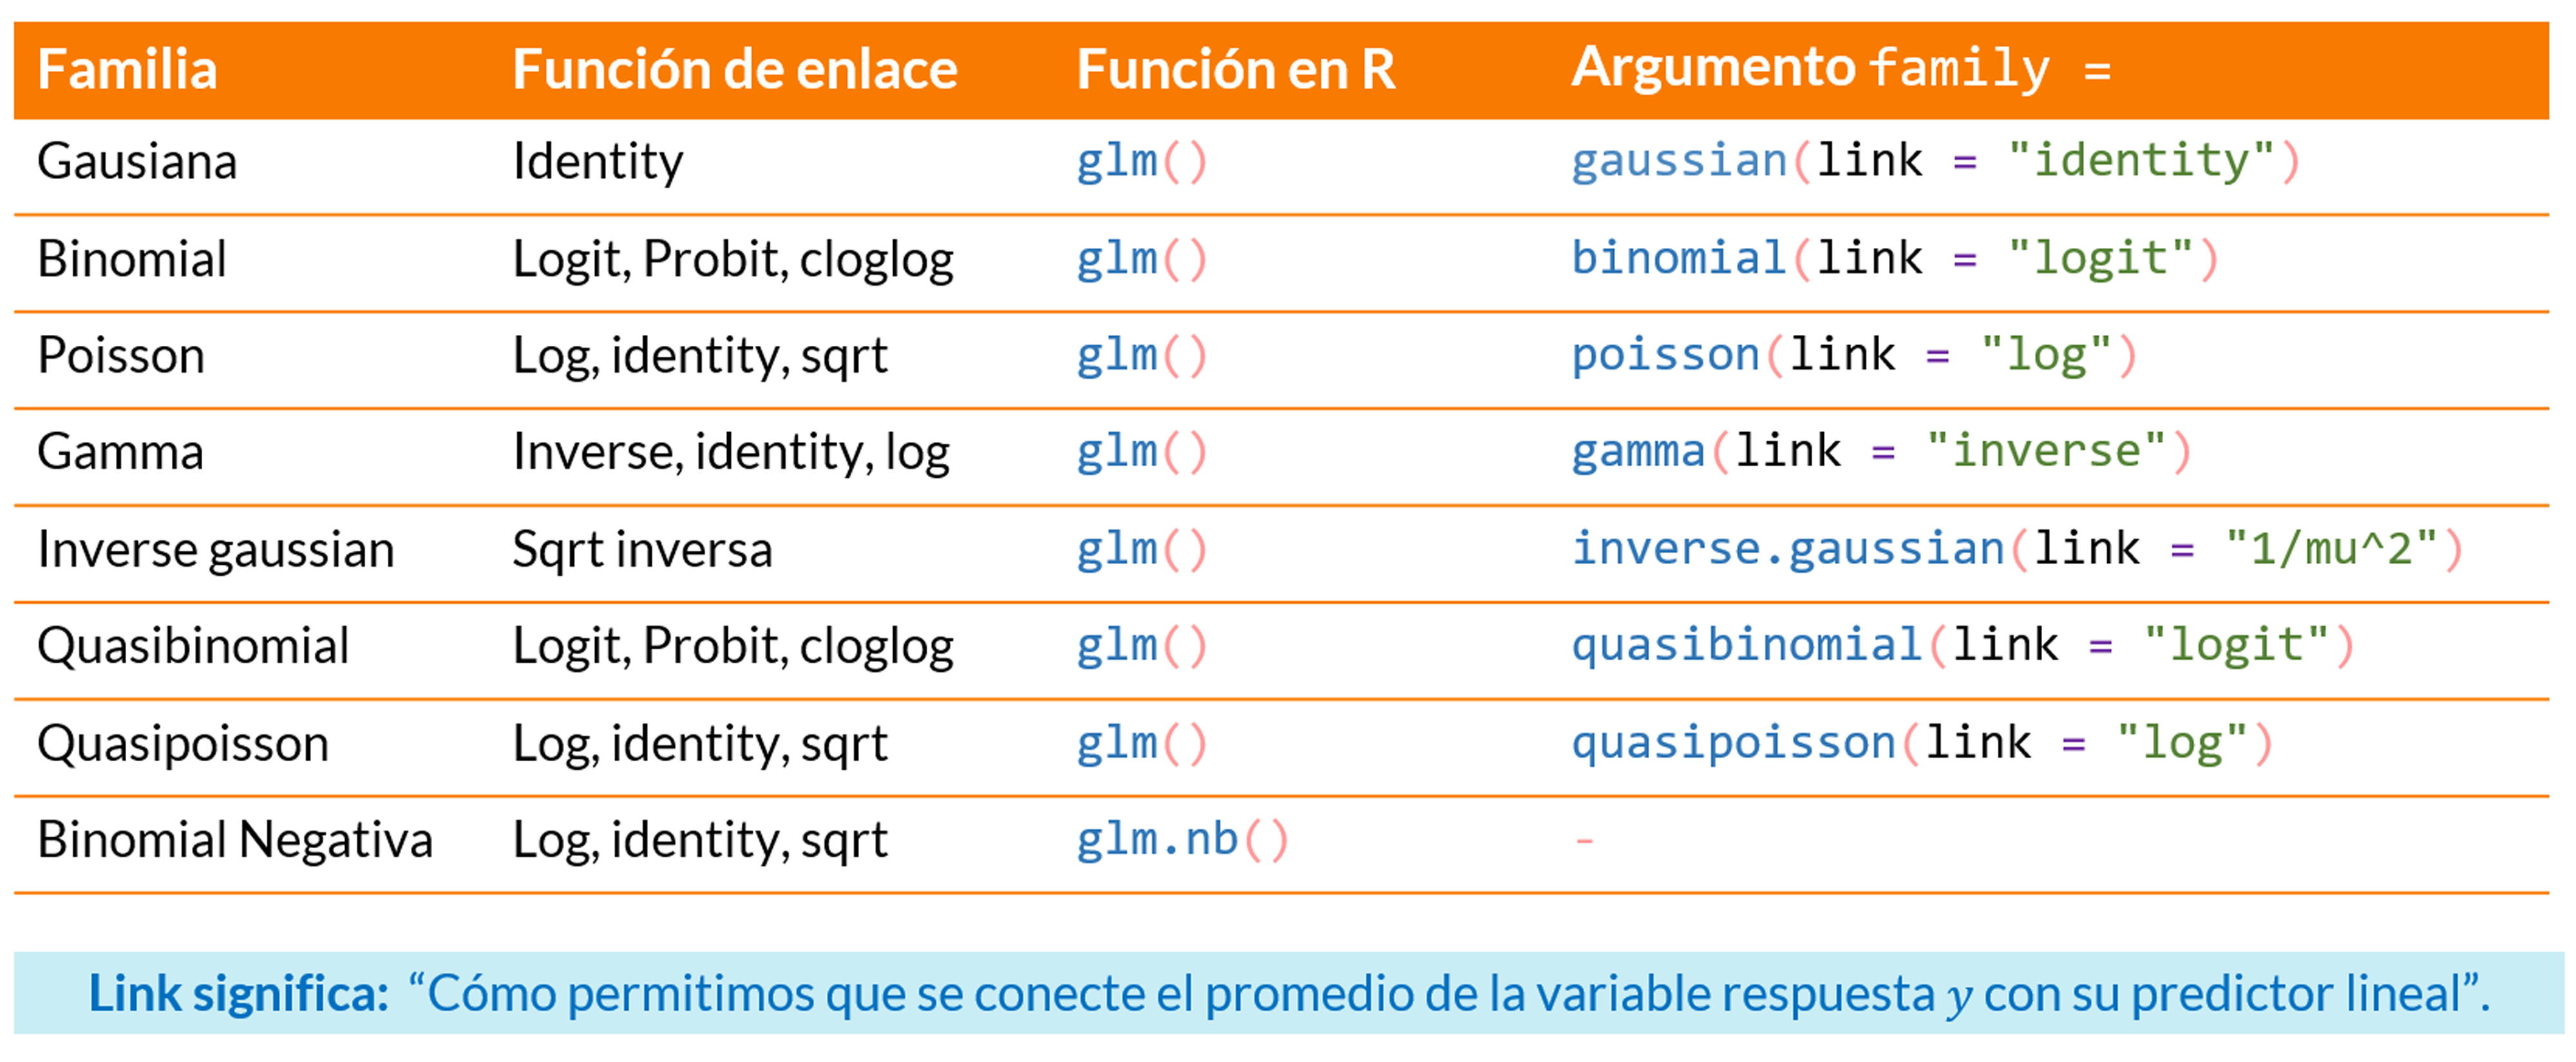 Familia Función de enlace Función en R Argumento family =
Gausiana Identity glm() gaussian(link = "identity")
Binomial Logit, Probit, cloglog glm() binomial(link = "logit")
Poisson Log, identity, sqrt glm() poisson(link = "log")
Gamma Inverse, identity, log glm() gamma(link = "inverse")
Inverse gaussian Sqrt inversa glm() inverse.gaussian(link = "1/mu^2")
Quasibinomial Logit, Probit, cloglog glm() quasibinomial(link = "logit")
Quasipoisson Log, identity, sqrt glm() quasipoisson(link = "log")
Binomial Negativa Log, identity, sqrt glm.nb() -
Link significa: “Cómo permitimos que se conecte el promedio de la variable respuesta y con su predictor lineal”.